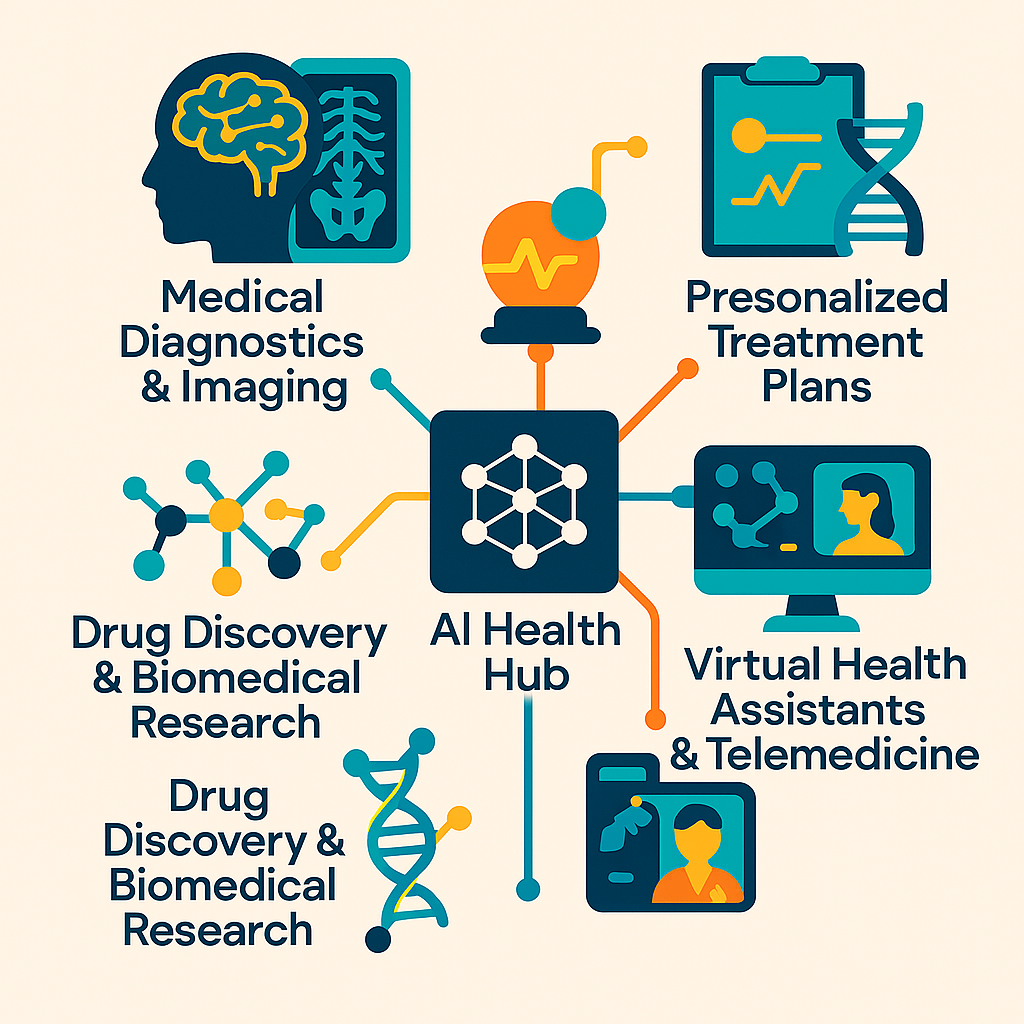 Medical
Diagnostics
& Imaging
Presonalized
Treatment
Plans
Drug Discovery
& Biomedical
Research
AI Health
Hub
Virtual Health
Assistants
& Telemedicine
Drug
Discovery &
Biomedical
Research